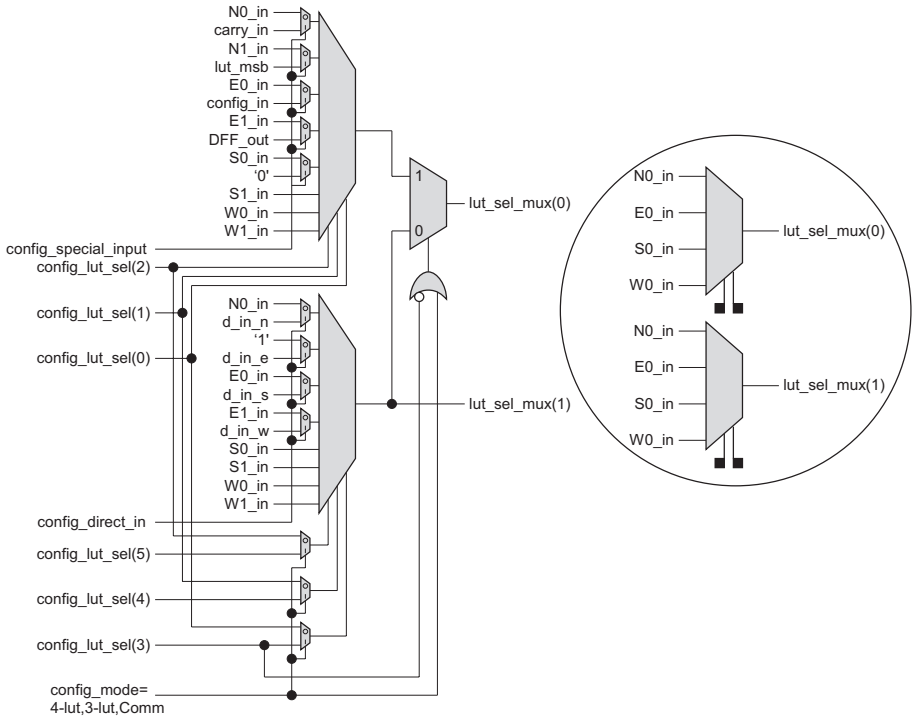 N0_in
carry_in
N1_in
lut_msb
E0_in
config_in
E1_in
DFF_out
S0_in
‘0’
S1_in
W0_in
W1_in
config_special_input
config_lut_sel(2)
config_lut_sel(1)
config_lut_sel(0)
1
0
lut_sel_mux(0)
N0_in
d_in_n
‘1’
d_in_e
E0_in
d_in_s
E1_in
d_in_w
S0_in
S1_in
W0_in
W1_in
lut_sel_mux(1)
config_direct_in
config_lut_sel(5)
config_lut_sel(4)
config_lut_sel(3)
config_mode=
4-lut,3-lut,Comm
N0_in
E0_in
S0_in
W0_in
lut_sel_mux(0)
N0_in
E0_in
S0_in
W0_in
lut_sel_mux(1)